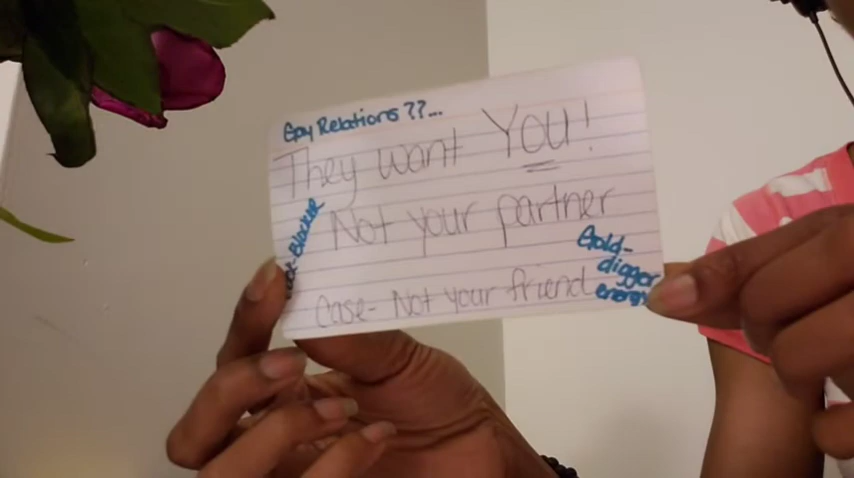 Gay Relations??...
They want YOU!
Not your partner
Gold-
digger
energy
Case- Not your friend